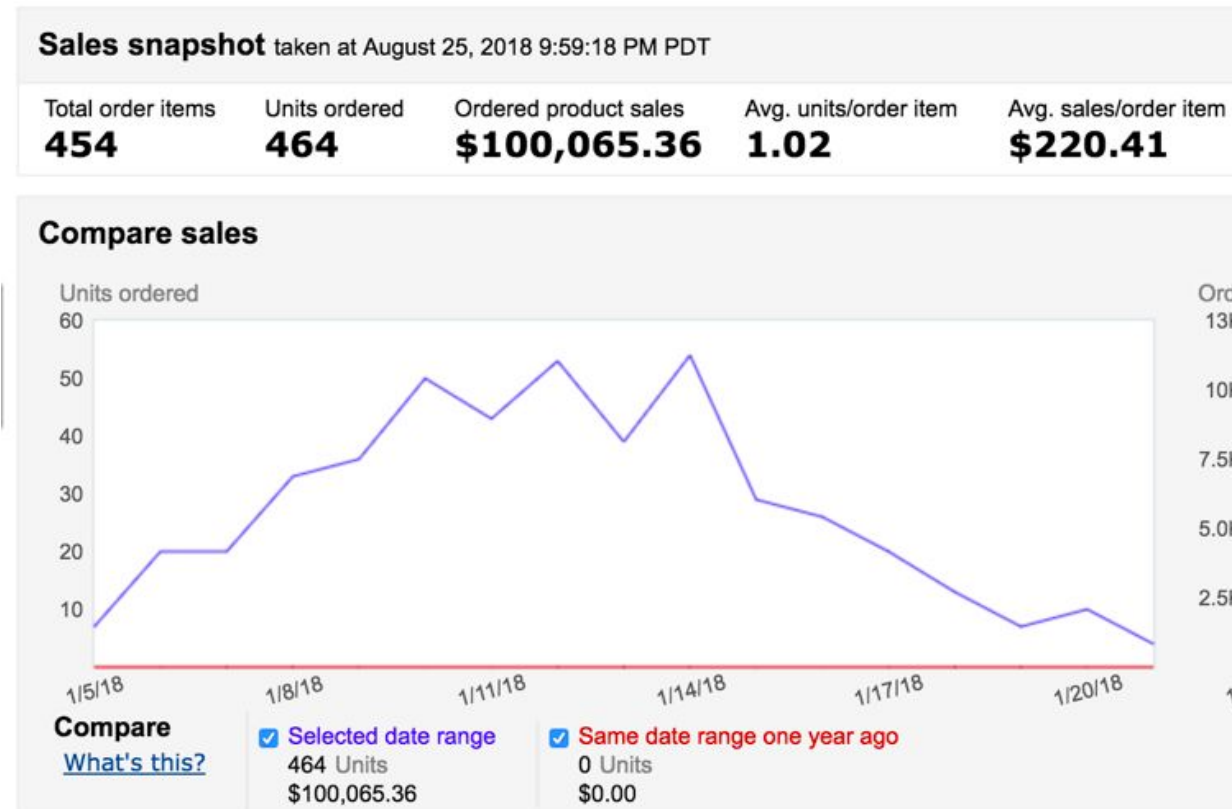 Sales snapshot taken at August 25, 2018 9:59:18 PM PDT
Total order items Units ordered Ordered product sales Avg. units/order item Avg. sales/order item
454 464 $100,065.36 1.02 $220.41
Compare sales
Units ordered
60
50
40
30
20
10
1/5/18 1/8/18 1/11/18 1/14/18 1/17/18 1/20/18
7.5
5.0
2.5
Compare
What's this?
Selected date range
464 Units
$100,065.36
Same date range one year ago
0 Units
$0.00